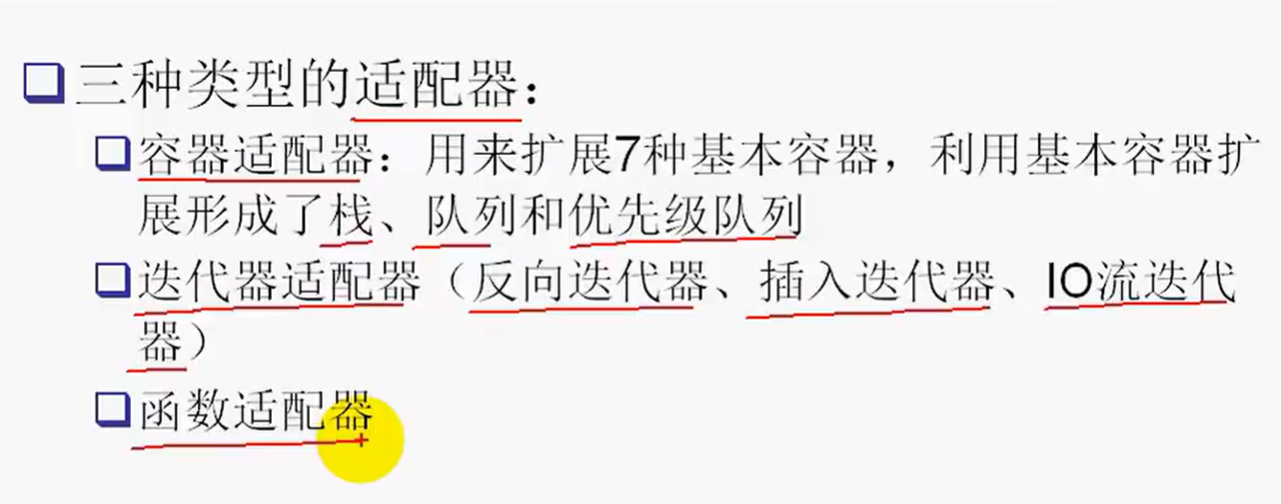 三种类型的适配器：
容器适配器：用来扩展7种基本容器，利用基本容器扩
展形成了栈、队列和优先级队列
迭代器适配器（反向迭代器、插入迭代器、IO流迭代
器）
函数适配器